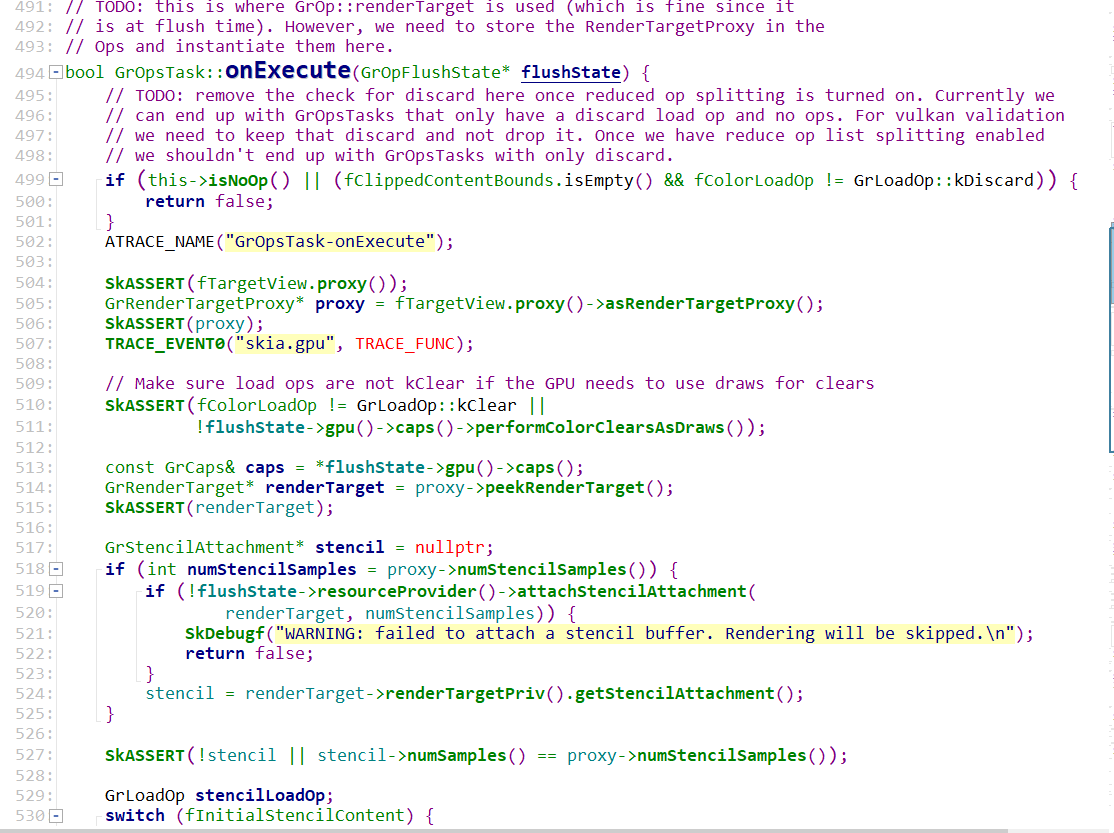 491: // TODO: this is where GrOp::renderTarget is used (which is fine since it
492: // is at flush time). However, we need to store the RenderTargetProxy in the
493: // Ops and instantiate them here.
494 bool GrOpsTask::onExecute(GrOpFlushState* flushState) {
495:     // TODO: remove the check for discard here once reduced op splitting is turned on. Currently we
496:     // can end up with GrOpsTasks that only have a discard load op and no ops. For vulkan validation
497:     // we need to keep that discard and not drop it. Once we have reduce op list splitting enabled
498:     // we shouldn't end up with GrOpsTasks with only discard.
499     if (this->isNoOp() || (fClippedContentBounds.isEmpty() && fColorLoadOp != GrLoadOp::kDiscard)) {
500:         return false;
501:     }
502:     ATRACE_NAME("GrOpsTask-onExecute");
503:
504:     SkASSERT(fTargetView.proxy());
505:     GrRenderTargetProxy* proxy = fTargetView.proxy()->asRenderTargetProxy();
506:     SkASSERT(proxy);
507:     TRACE_EVENT0("skia.gpu", TRACE_FUNC);
508:
509:     // Make sure load ops are not kClear if the GPU needs to use draws for clears
510:     SkASSERT(fColorLoadOp != GrLoadOp::kClear ||
511:              !flushState->gpu()->caps()->performColorClearsAsDraws());
512:
513:     const GrCaps& caps = *flushState->gpu()->caps();
514:     GrRenderTarget* renderTarget = proxy->peekRenderTarget();
515:     SkASSERT(renderTarget);
516:
517:     GrStencilAttachment* stencil = nullptr;
518     if (int numStencilSamples = proxy->numStencilSamples()) {
519         if (!flushState->resourceProvider()->attachStencilAttachment(
520:                 renderTarget, numStencilSamples)) {
521:             SkDebugf("WARNING: failed to attach a stencil buffer. Rendering will be skipped.\n");
522:             return false;
523:         }
524:         stencil = renderTarget->renderTargetPriv().getStencilAttachment();
525:     }
526:
527:     SkASSERT(!stencil || stencil->numSamples() == proxy->numStencilSamples());
528:
529:     GrLoadOp stencilLoadOp;
530     switch (fInitialStencilContent) {